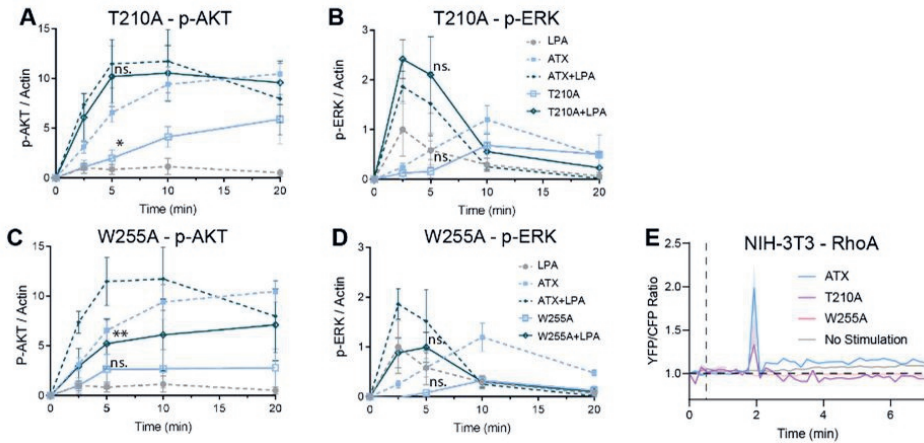 A T210A - p-AKT
p-AKT / Actin
15
10
5
0
ns.
*
0 5 10 15 20
Time (min)
B T210A - p-ERK
p-ERK / Actin
3
2
1
0
ns.
ns.
0 5 10 15 20
Time (min)
LPA
ATX
ATX+LPA
T210A
T210A+LPA
C W255A - p-AKT
P-AKT / Actin
15
10
5
0
**
ns.
0 5 10 15 20
Time (min)
D W255A - p-ERK
p-ERK / Actin
3
2
1
0
ns.
ns.
0 5 10 15 20
Time (min)
LPA
ATX
ATX+LPA
W255A
W255A+LPA
E NIH-3T3 - RhoA
YFP/CFP Ratio
2.5
2.0
1.5
1.0
0 2 4 6
Time (min)
ATX
T210A
W255A
No Stimulation